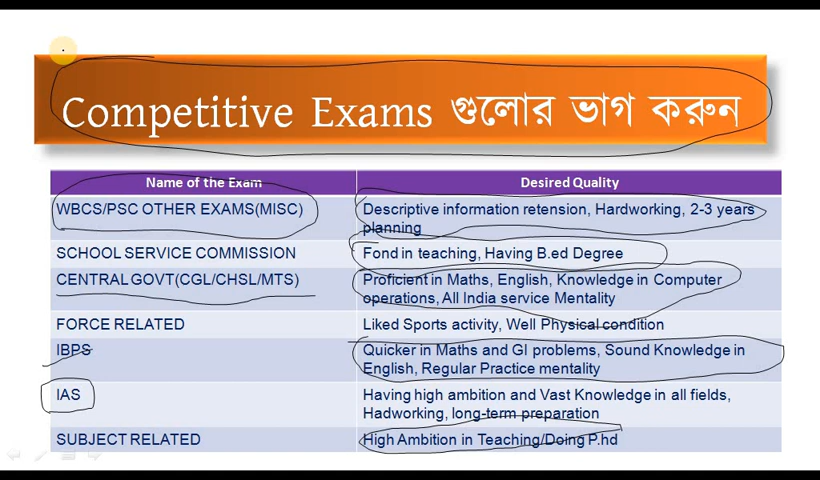 Competitive Exams গুলোর ভাগ করুন
Name of the Exam
Desired Quality
WBCS/PSC OTHER EXAMS(MISC)
Descriptive information retension, Hardworking, 2-3 years
planning
SCHOOL SERVICE COMMISSION
Fond in teaching, Having B.ed Degree
CENTRAL GOVT(CGL/CHSL/MTS)
Proficient in Maths, English, Knowledge in Computer
operations, All India service Mentality
FORCE RELATED
Liked Sports activity, Well Physical condition
IBPS
Quicker in Maths and GI problems, Sound Knowledge in
English, Regular Practice mentality
IAS
Having high ambition and Vast Knowledge in all fields,
Hadworking, long-term preparation
SUBJECT RELATED
High Ambition in Teaching/Doing P.hd